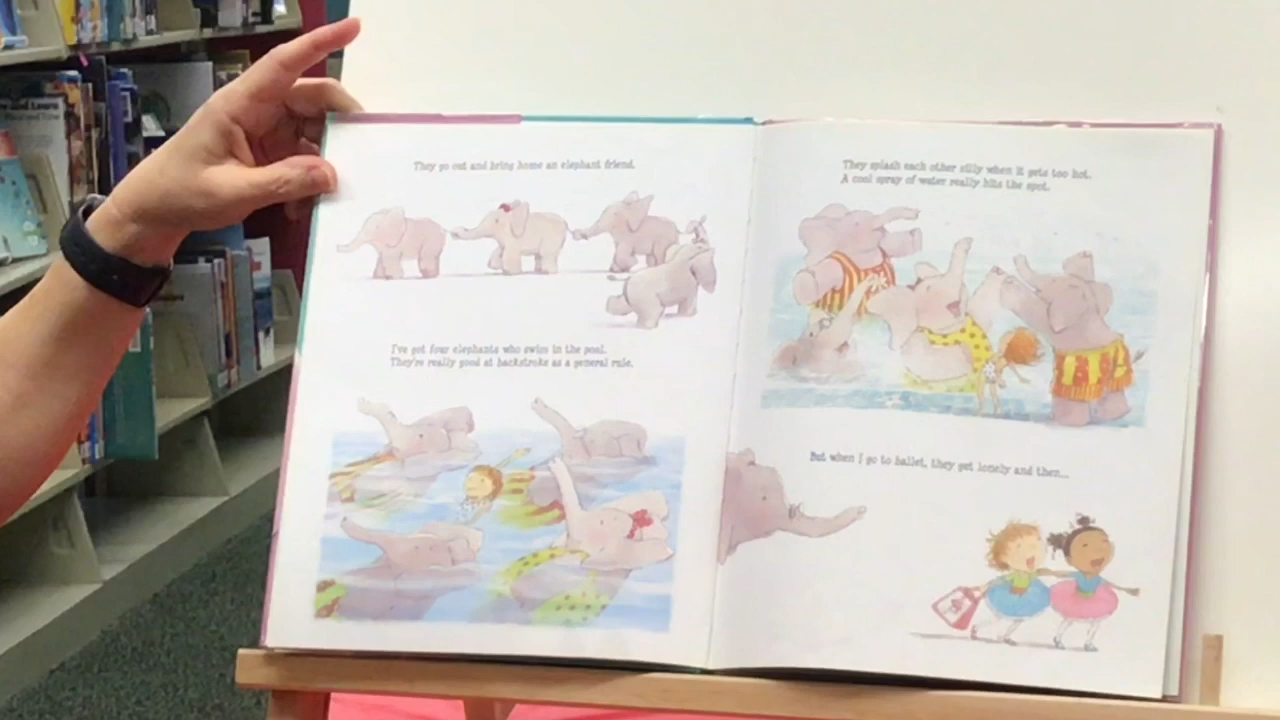 They go out and bring home an elephant friend.
I've got four elephants who swim in the pool.
They're really good at backstroke as a general rule.
They splash each other silly when it gets too hot.
A cool spray of water really hits the spot.
But when I go to ballet, they get lonely and then...